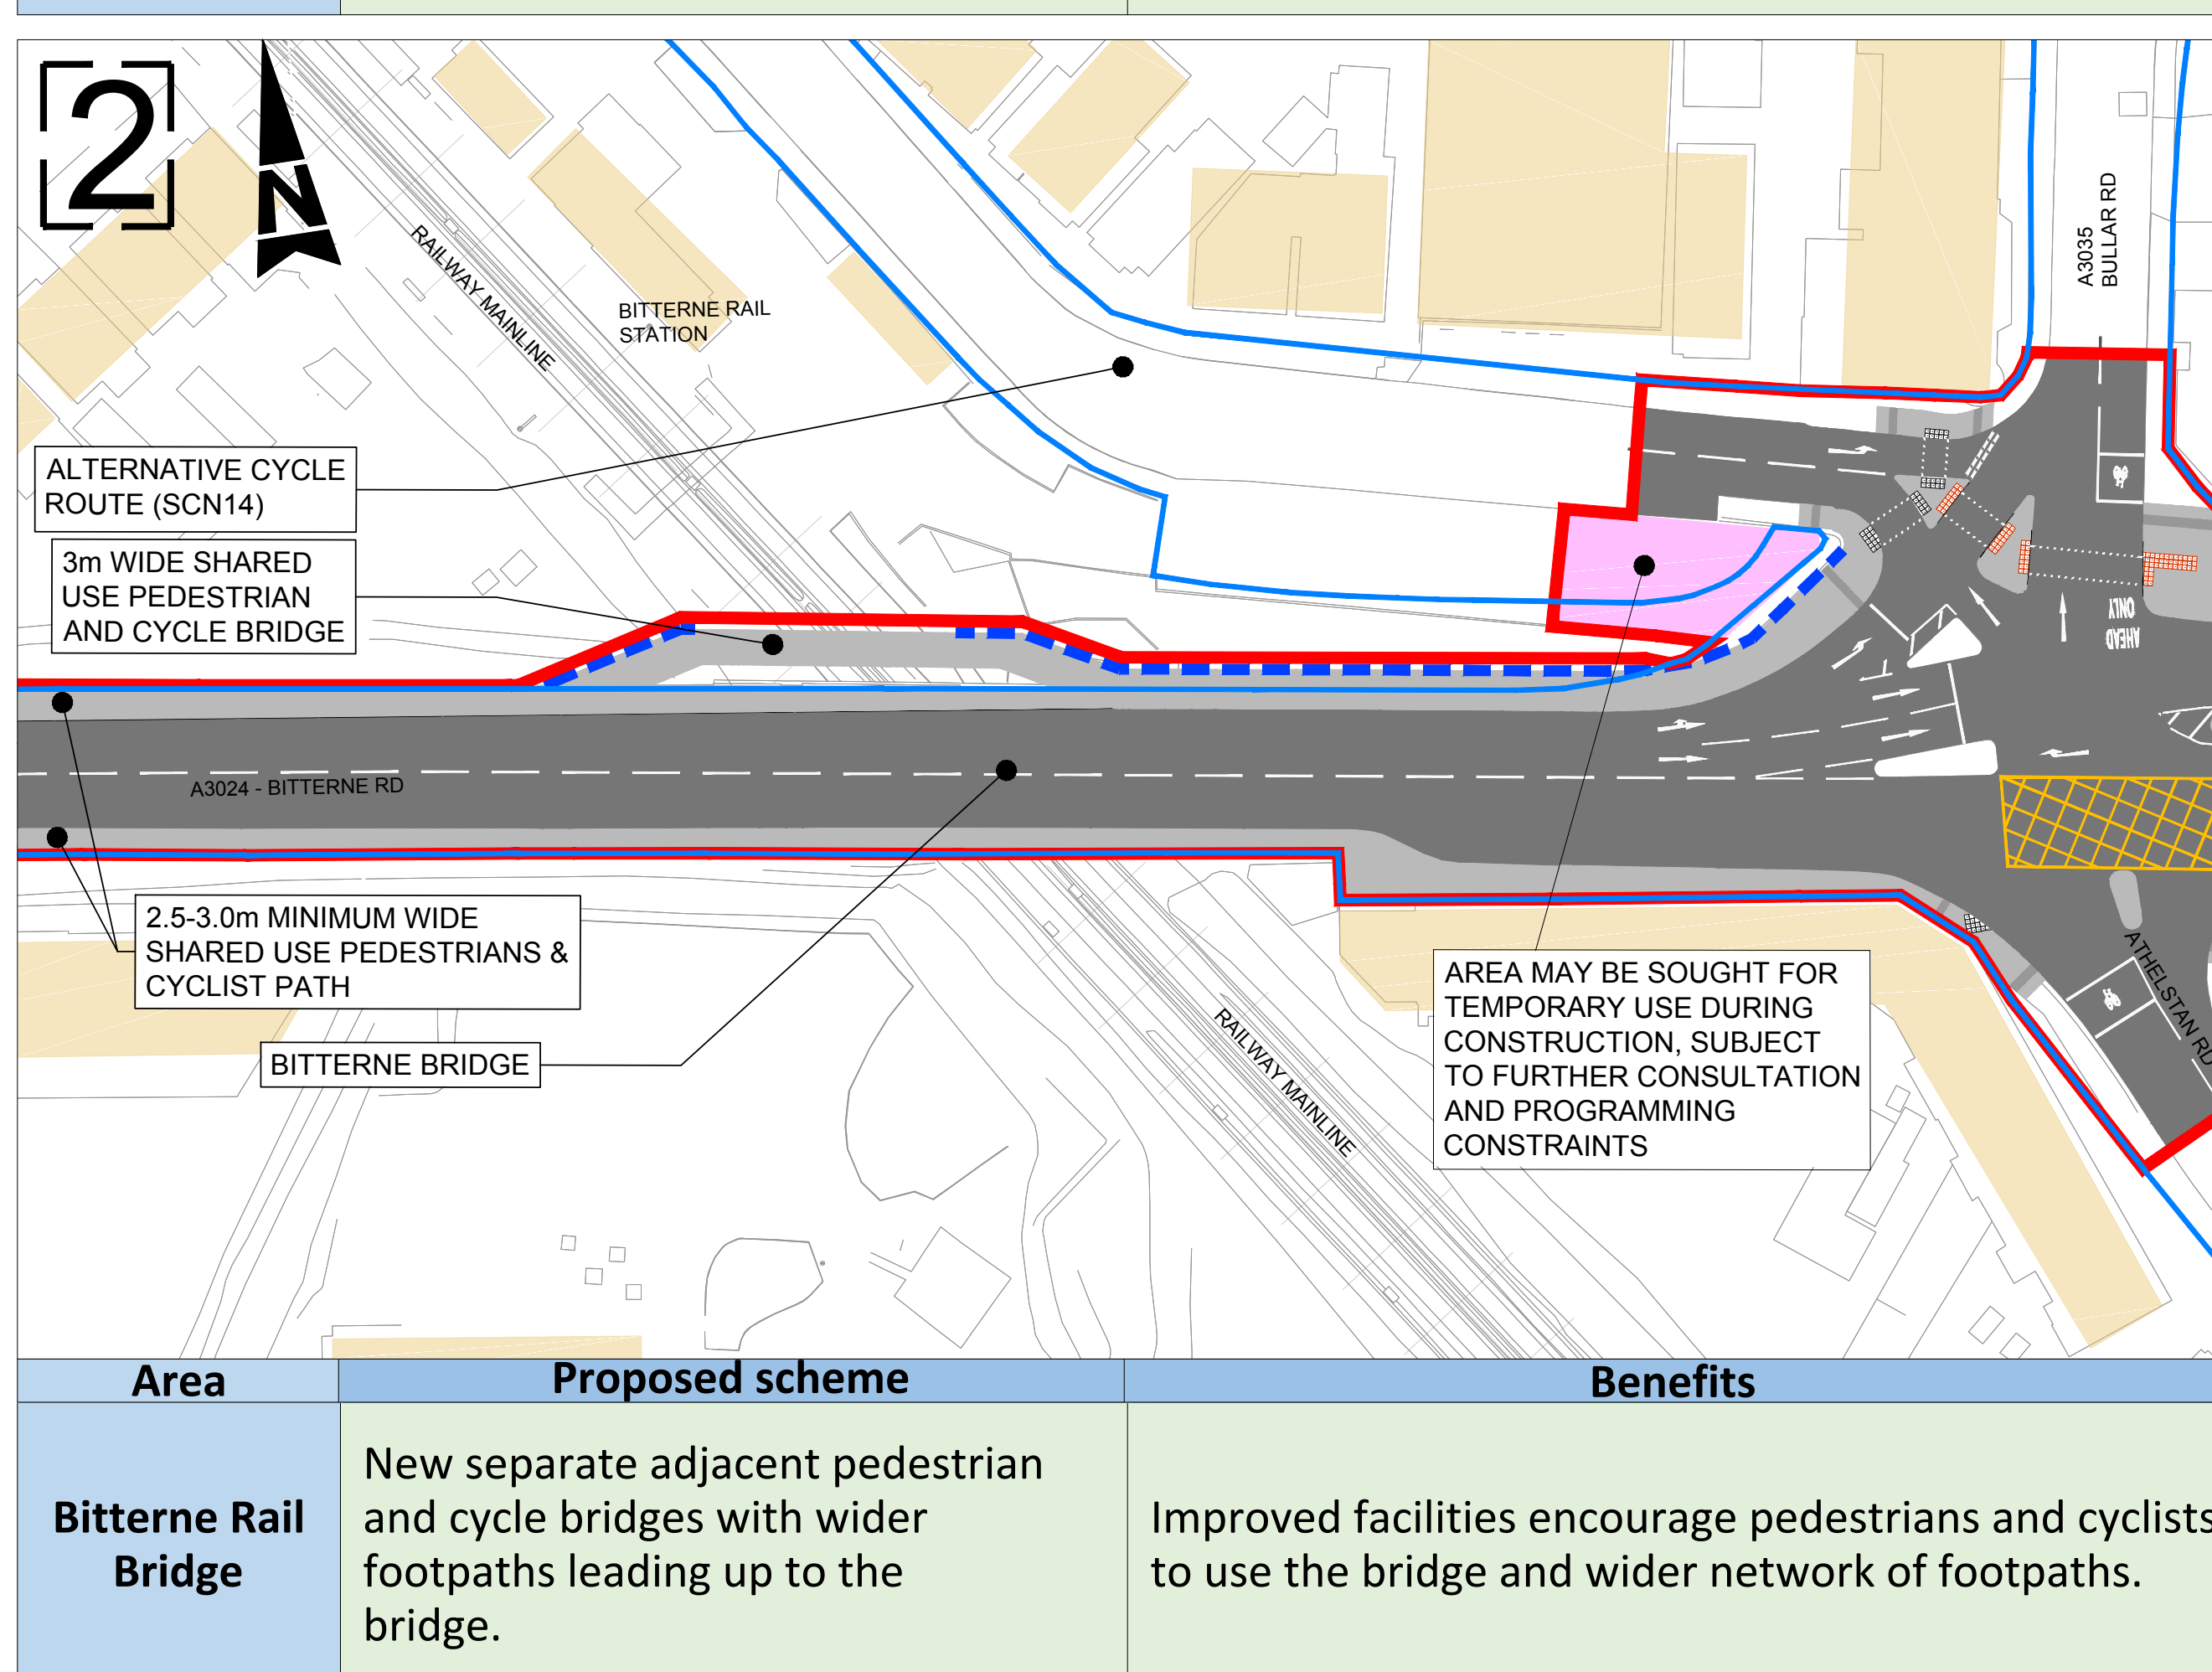 2
N
RAILWAY MAINLINE
BITTERNE RAIL
STATION
A3035
BULLAR RD
ALTERNATIVE CYCLE
ROUTE (SCN14)
3m WIDE SHARED
USE PEDESTRIAN
AND CYCLE BRIDGE
AHEAD
ONLY
A3024 - BITTERNE RD
2.5-3.0m MINIMUM WIDE
SHARED USE PEDESTRIANS &
CYCLIST PATH
BITTERNE BRIDGE
RAILWAY MAINLINE
AREA MAY BE SOUGHT FOR
TEMPORARY USE DURING
CONSTRUCTION, SUBJECT
TO FURTHER CONSULTATION
AND PROGRAMMING
CONSTRAINTS
ATHELSTAN RD
Area
Proposed scheme
Benefits
Bitterne Rail
Bridge
New separate adjacent pedestrian
and cycle bridges with wider
footpaths leading up to the
bridge.
Improved facilities encourage pedestrians and cyclists
to use the bridge and wider network of footpaths.